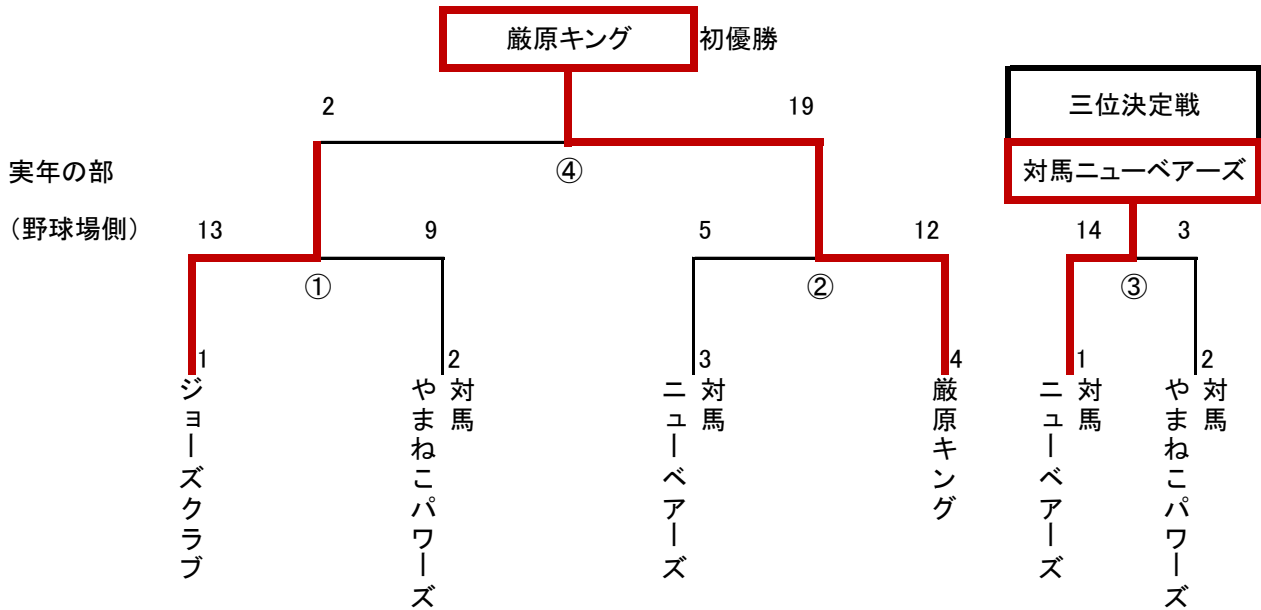 厳原キング 初優勝
2 19
三位決定戦
④
実年の部
対馬ニューベアーズ
(野球場側)
13 9 5 12 14 3
① ② ③
1 2 3 4 1 2
ジョーズクラブ
対馬
やまねこパワーズ
対馬
ニューベアーズ
厳原キング
対馬
ニューベアーズ
対馬
やまねこパワーズ